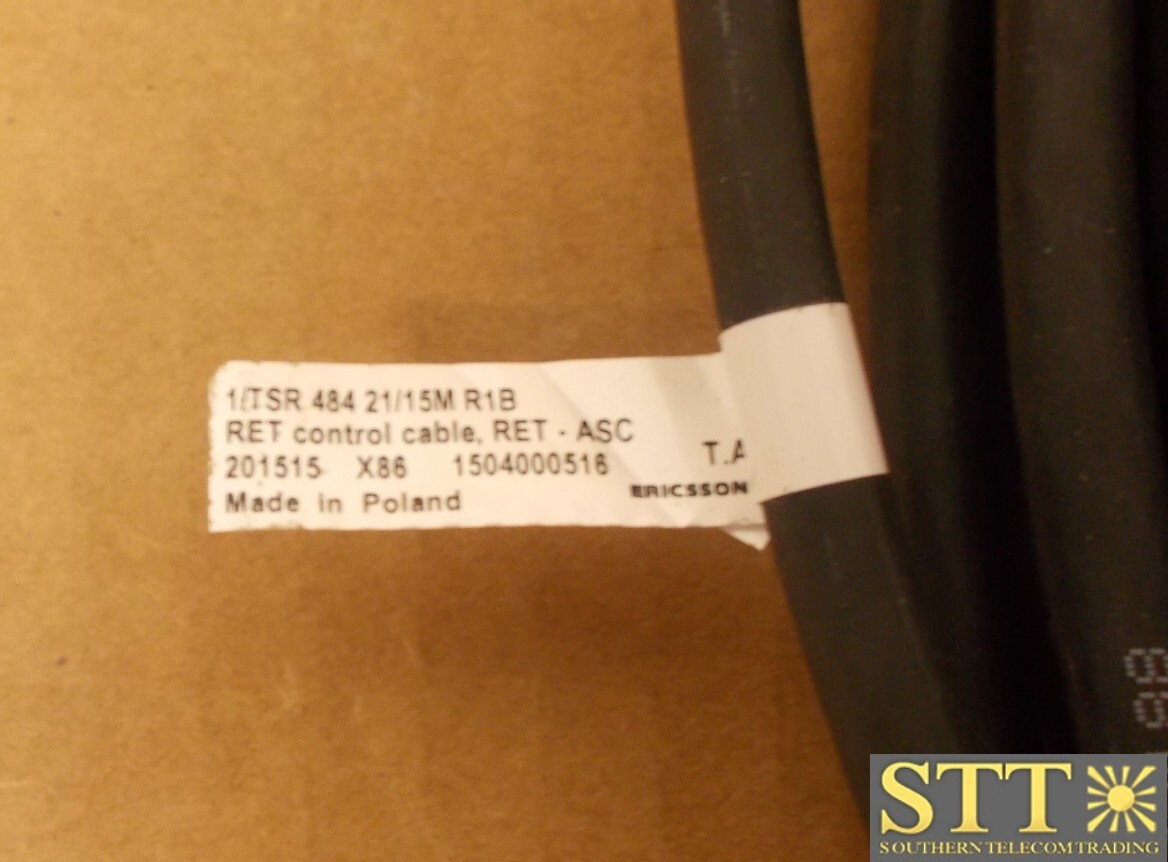 1/TSR 484 21/15M R1B
RET control cable, RET - ASC
201515 X86 1504000516 T.A
Made in Poland ERICSSON
STT
SOUTHERN TELECOM TRADING